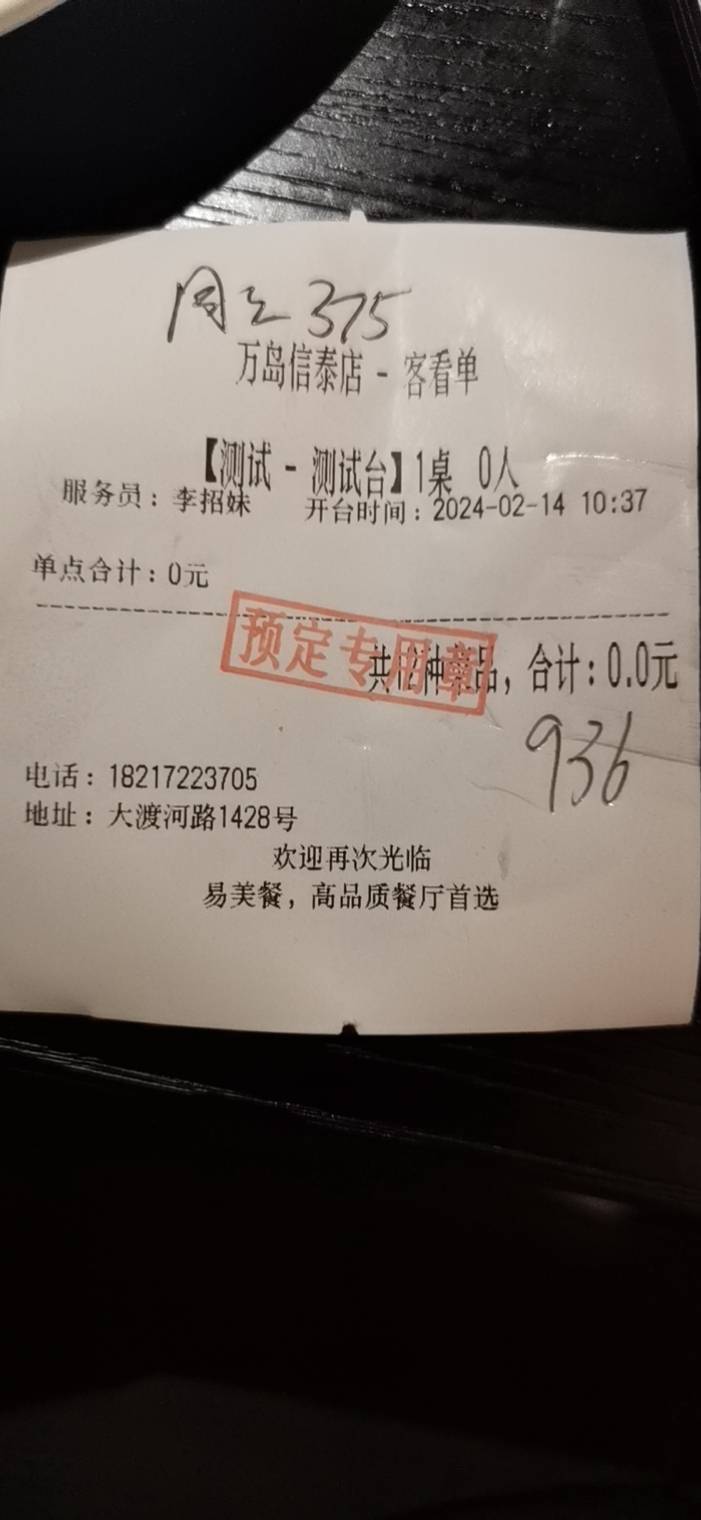 375
万岛信泰店 - 客看单
【测试 - 测试台】1桌 0人
服务员：李招妹 开台时间：2024-02-14 10:37
单点合计：0元
预定专用章
共 种菜品，合计：0.0元
936
电话：18217223705
地址：大渡河路1428号
欢迎再次光临
易美餐，高品质餐厅首选